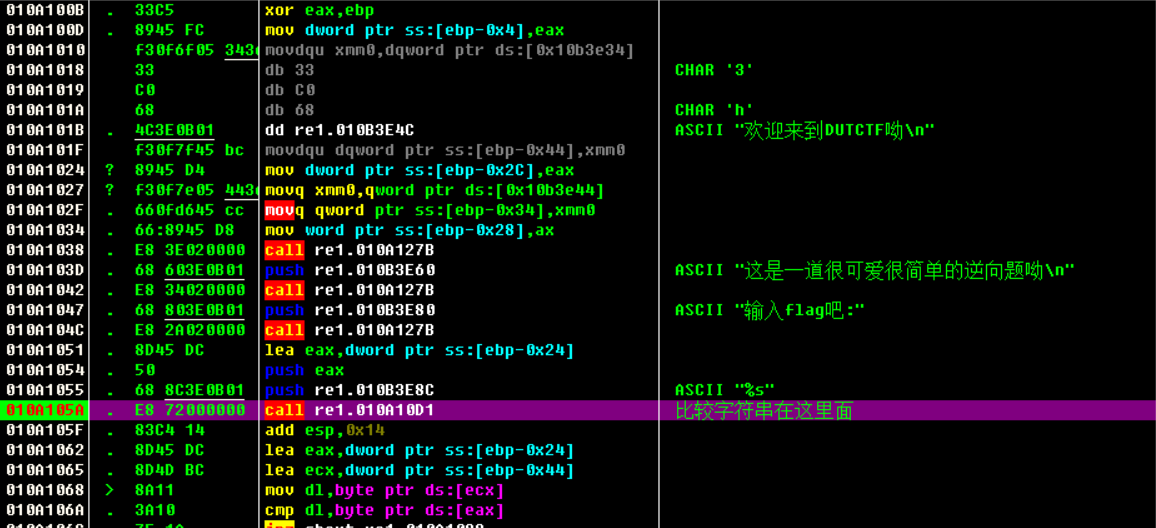 010A100B . 33C5 xor eax,ebp
010A100D . 8945 FC mov dword ptr ss:[ebp-0x4],eax
010A1010 f30f6f05 343 movdqu xmm0,dqword ptr ds:[0x10b3e34]
010A1018 33 db 33 CHAR '3'
010A1019 C0 db C0
010A101A 68 db 68 CHAR 'h'
010A101B . 4C3E0B01 dd re1.010B3E4C ASCII "欢迎来到DUTCTF呦\n"
010A101F f30f7f45 bc movdqu dqword ptr ss:[ebp-0x44],xmm0
010A1024 ? 8945 D4 mov dword ptr ss:[ebp-0x2C],eax
010A1027 ? f30f7e05 443 movq xmm0,qword ptr ds:[0x10b3e44]
010A102F . 660fd645 cc movq qword ptr ss:[ebp-0x34],xmm0
010A1034 . 66:8945 D8 mov word ptr ss:[ebp-0x28],ax
010A1038 . E8 3E020000 call re1.010A127B
010A103D . 68 603E0B01 push re1.010B3E60 ASCII "这是一道很可爱很简单的逆向题呦\n"
010A1042 . E8 34020000 call re1.010A127B
010A1047 . 68 803E0B01 push re1.010B3E80 ASCII "输入flag吧:"
010A104C . E8 2A020000 call re1.010A127B
010A1051 . 8D45 DC lea eax,dword ptr ss:[ebp-0x24]
010A1054 . 50 push eax
010A1055 . 68 8C3E0B01 push re1.010B3E8C ASCII "%s"
010A105A . E8 72000000 call re1.010A10D1 比较字符串在这里面
010A105F . 83C4 14 add esp,0x14
010A1062 . 8D45 DC lea eax,dword ptr ss:[ebp-0x24]
010A1065 . 8D4D BC lea ecx,dword ptr ss:[ebp-0x44]
010A1068 > 8A11 mov dl,byte ptr ds:[ecx]
010A106A . 3A10 cmp dl,byte ptr ds:[eax]